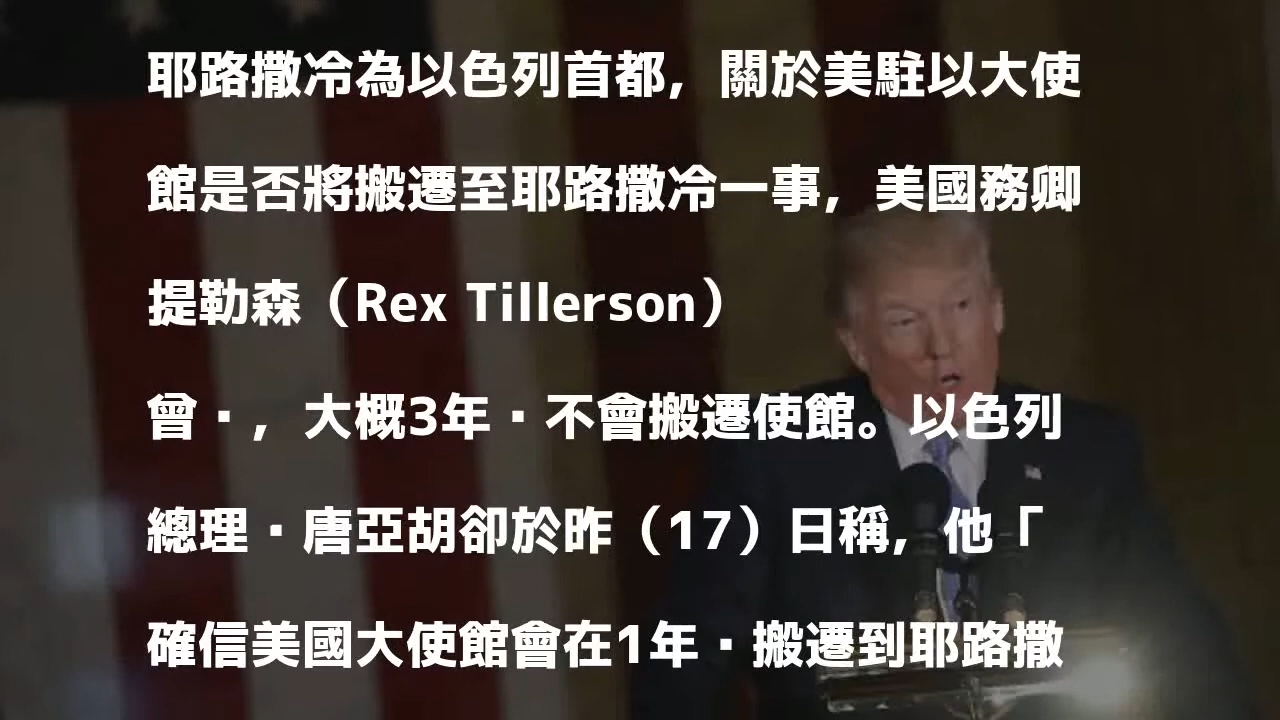 耶路撒冷為以色列首都，關於美駐以大使
館是否將搬遷至耶路撒冷一事，美國務卿
提勒森（Rex Tillerson）
曾·，大概3年·不會搬遷使館。以色列
總理·唐亞胡卻於昨（17）日稱，他「
確信美國大使館會在1年·搬遷到耶路撒